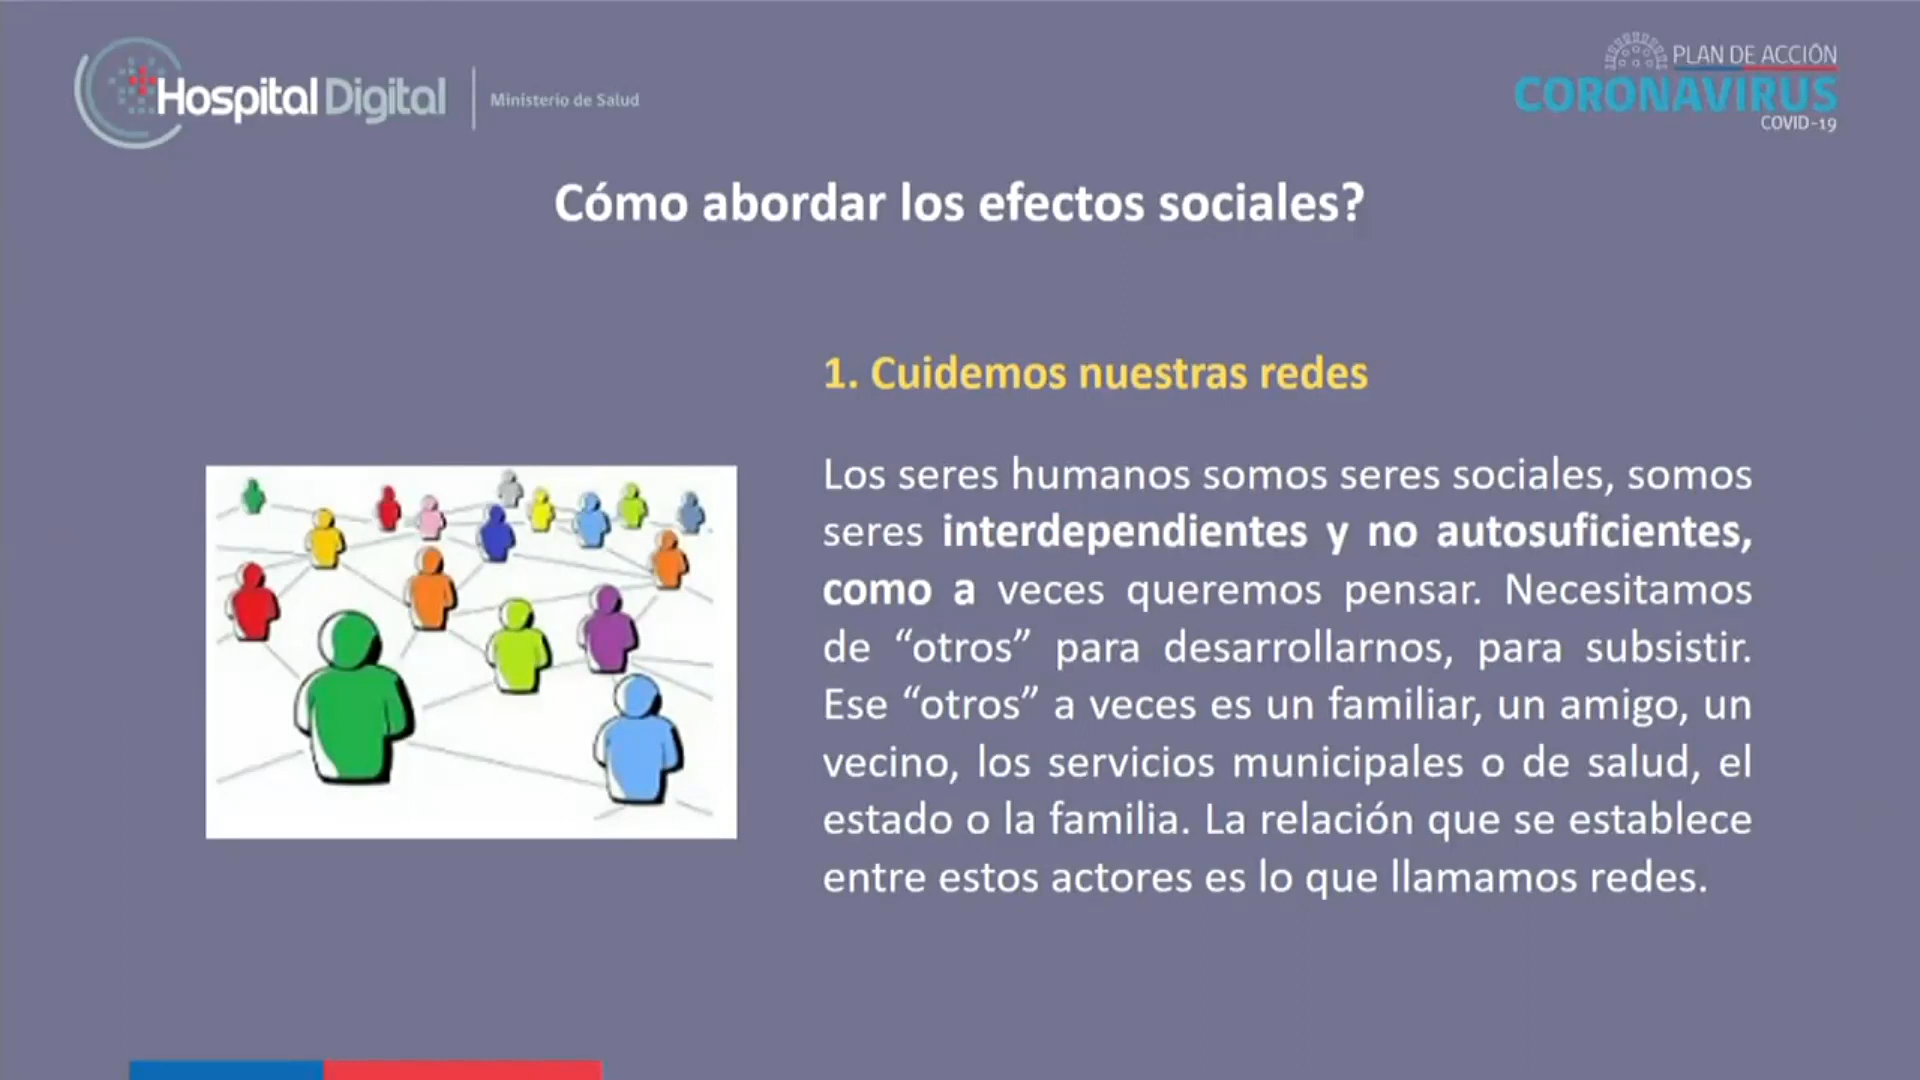 Hospital Digital
Ministerio de Salud
PLAN DE ACCIÓN
CORONAVIRUS
COVID-19
Cómo abordar los efectos sociales?
1. Cuidemos nuestras redes
Los seres humanos somos seres sociales, somos
seres interdependientes y no autosuficientes,
como a veces queremos pensar. Necesitamos
de “otros” para desarrollarnos, para subsistir.
Ese “otros” a veces es un familiar, un amigo, un
vecino, los servicios municipales o de salud, el
estado o la familia. La relación que se establece
entre estos actores es lo que llamamos redes.